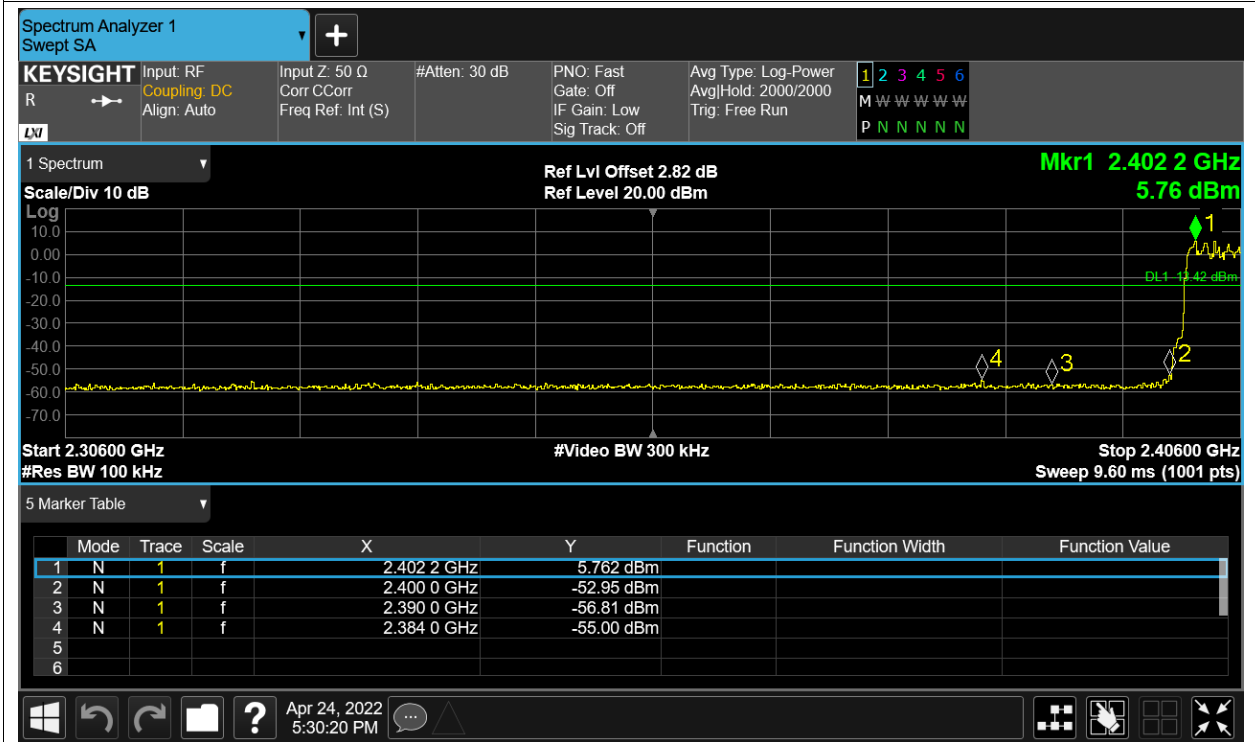 Spectrum Analyzer 1
Swept SA
+
KEYSIGHT Input: RF Input Z: 50 Ω #Atten: 30 dB PNO: Fast Avg Type: Log-Power 1 2 3 4 5 6
R Coupling: DC Corr CCorr Gate: Off Avg|Hold: 2000/2000 M W W W W W
Align: Auto Freq Ref: Int (S) IF Gain: Low Trig: Free Run
LXI Sig Track: Off P N N N N N
1 Spectrum Ref Lvl Offset 2.82 dB Mkr1 2.402 2 GHz
Scale/Div 10 dB Ref Level 20.00 dBm 5.76 dBm
Log
1
10.0
0.00
-10.0
DL1 -13.42 dBm
-20.0
-30.0
-40.0
4 3 2
-50.0
-60.0
-70.0
Start 2.30600 GHz #Video BW 300 kHz Stop 2.40600 GHz
#Res BW 100 kHz Sweep 9.60 ms (1001 pts)
5 Marker Table
Mode Trace Scale X Y Function Function Width Function Value
1 N 1 f 2.402 2 GHz 5.762 dBm
2 N 1 f 2.400 0 GHz -52.95 dBm
3 N 1 f 2.390 0 GHz -56.81 dBm
4 N 1 f 2.384 0 GHz -55.00 dBm
5
6
? Apr 24, 2022
5:30:20 PM